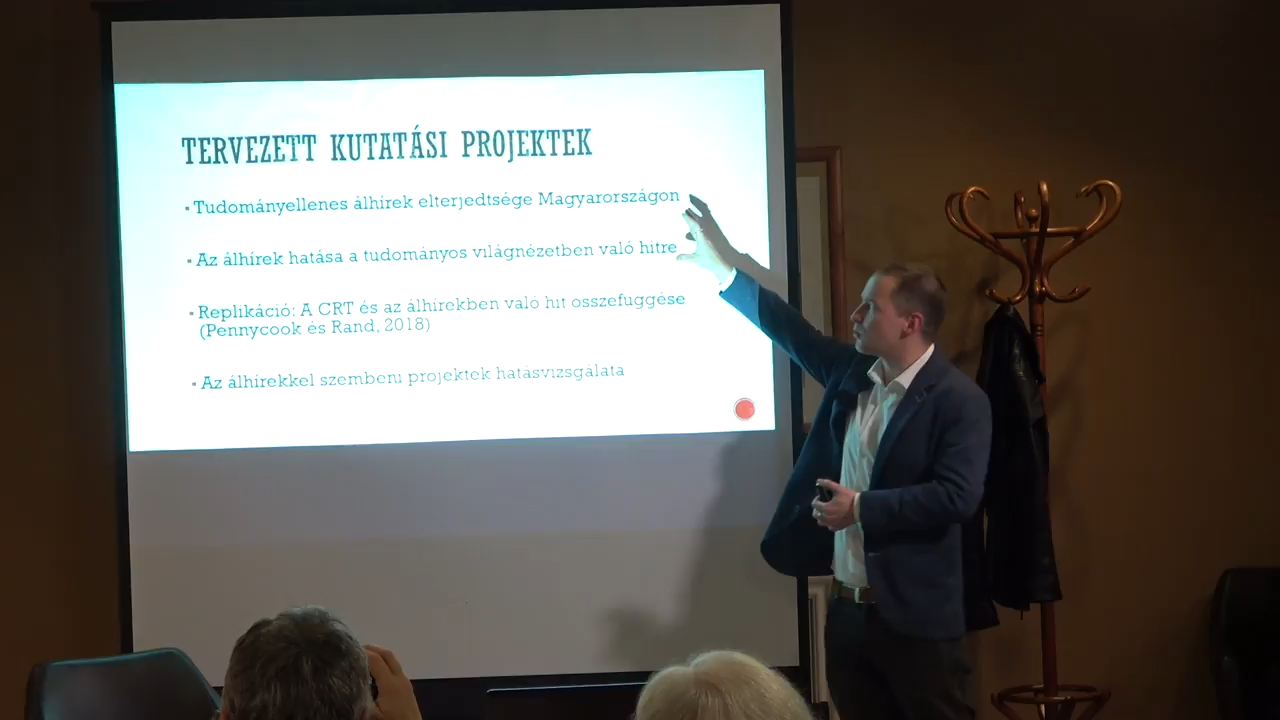 TERVEZETT KUTATÁSI PROJEKTEK
Tudományellenes álhírek elterjedtsége Magyarországon
Az álhírek hatása a tudományos világnézetben való hitre
Replikáció: A CRT és az álhírekben való hit összefüggése
(Pennycook és Rand, 2018)
Az álhírekkel szembeni projektek hatásvizsgálata